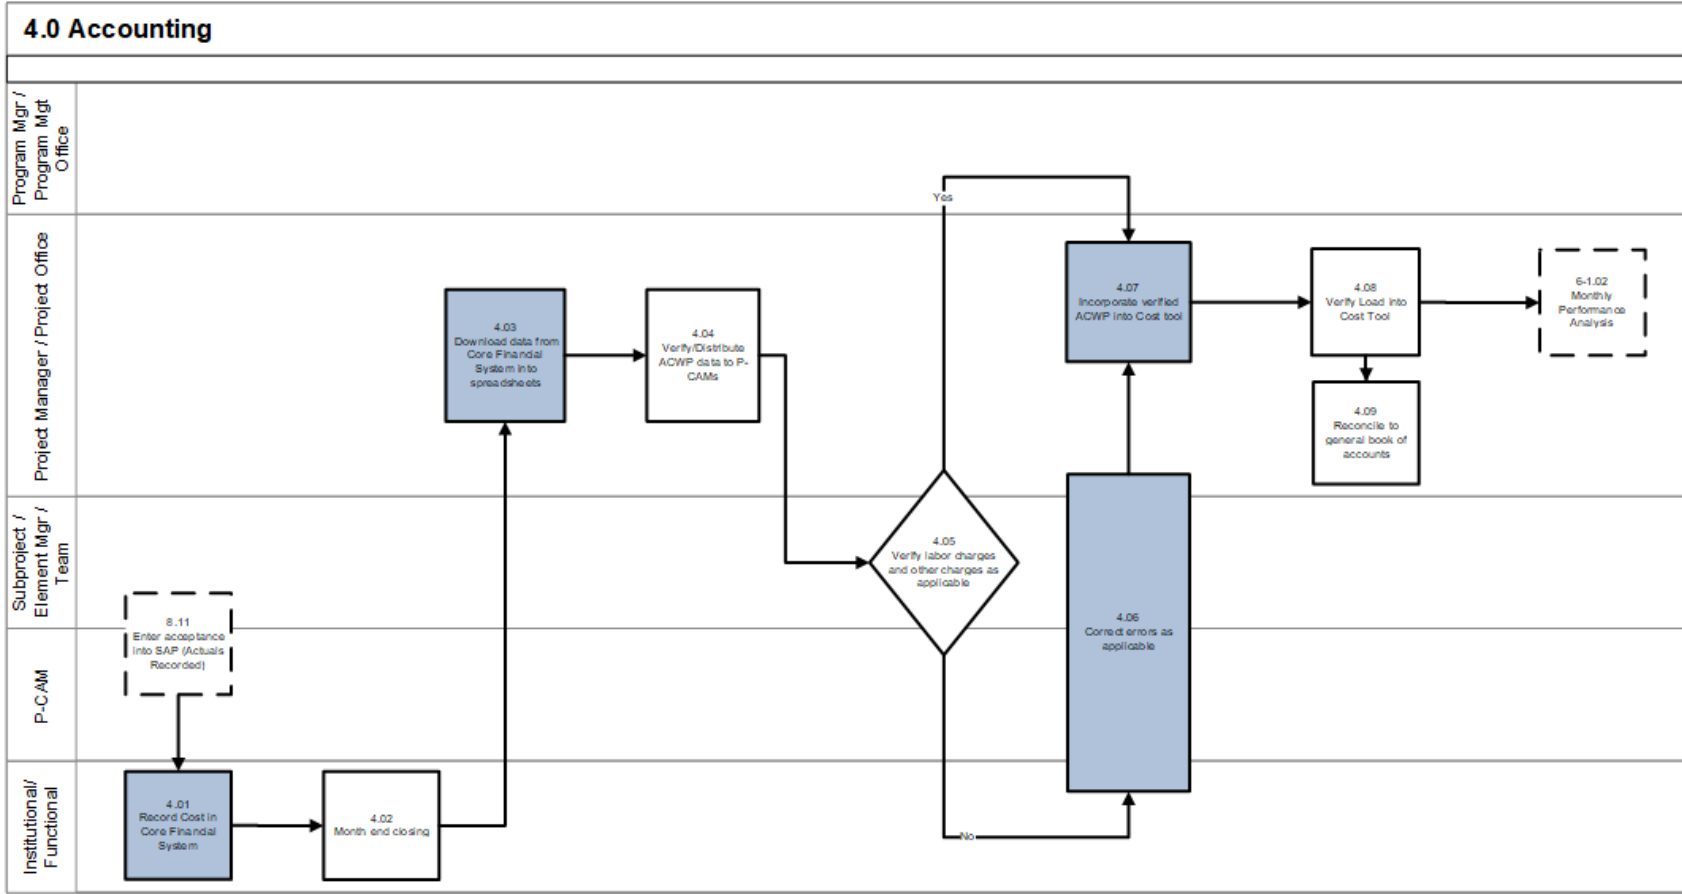 4.0 Accounting
Program Mgr /
Program Mgt
Office
Project Manager / Project Office
Subproject /
Element Mgr /
Team
P-CAM
Institutional/
Functional
8.11
Enter acceptance
into SAP (Actuals
Recorded)
4.01
Record Cost in
Core Financial
System
4.02
Month end closing
4.03
Download data from
Core Financial
System into
spreadsheets
4.04
Verify/Distribute
ACWP data to P-
CAMs
4.05
Verify labor charges
and other charges as
applicable
Yes
No
4.06
Correct errors as
applicable
4.07
Incorporate verified
ACWP into Cost tool
4.08
Verify Load into
Cost Tool
4.09
Reconcile to
general book of
accounts
6-1.02
Monthly
Performance
Analysis